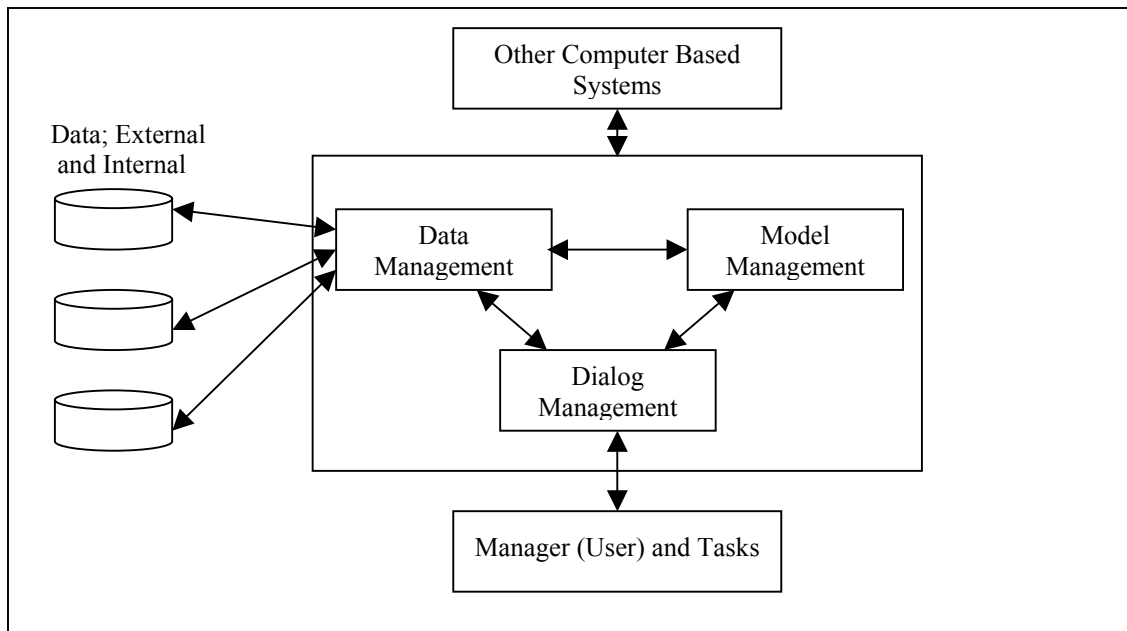 Other Computer Based
Systems
Data; External
and Internal
Data
Management
Model
Management
Dialog
Management
Manager (User) and Tasks